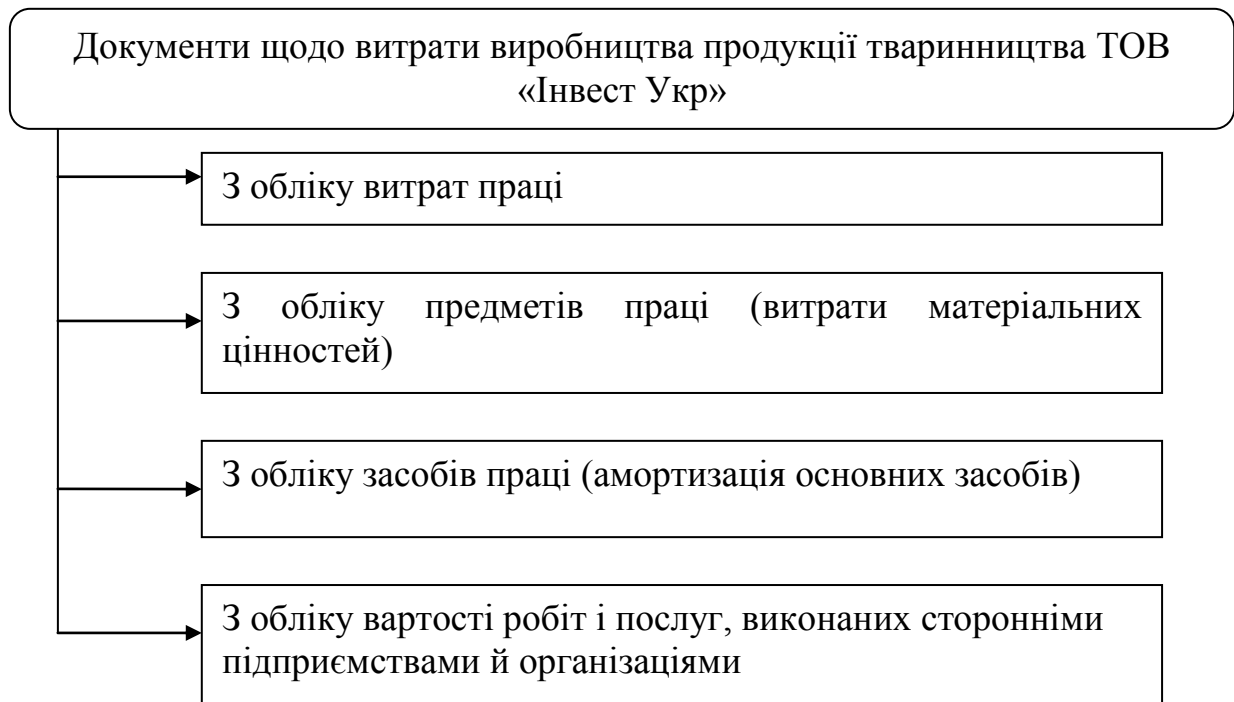 Документи щодо витрати виробництва продукції тваринництва ТОВ
«Інвест Укр»
З обліку витрат праці
З обліку предметів праці (витрати матеріальних
цінностей)
З обліку засобів праці (амортизація основних засобів)
З обліку вартості робіт і послуг, виконаних сторонніми
підприємствами й організаціями